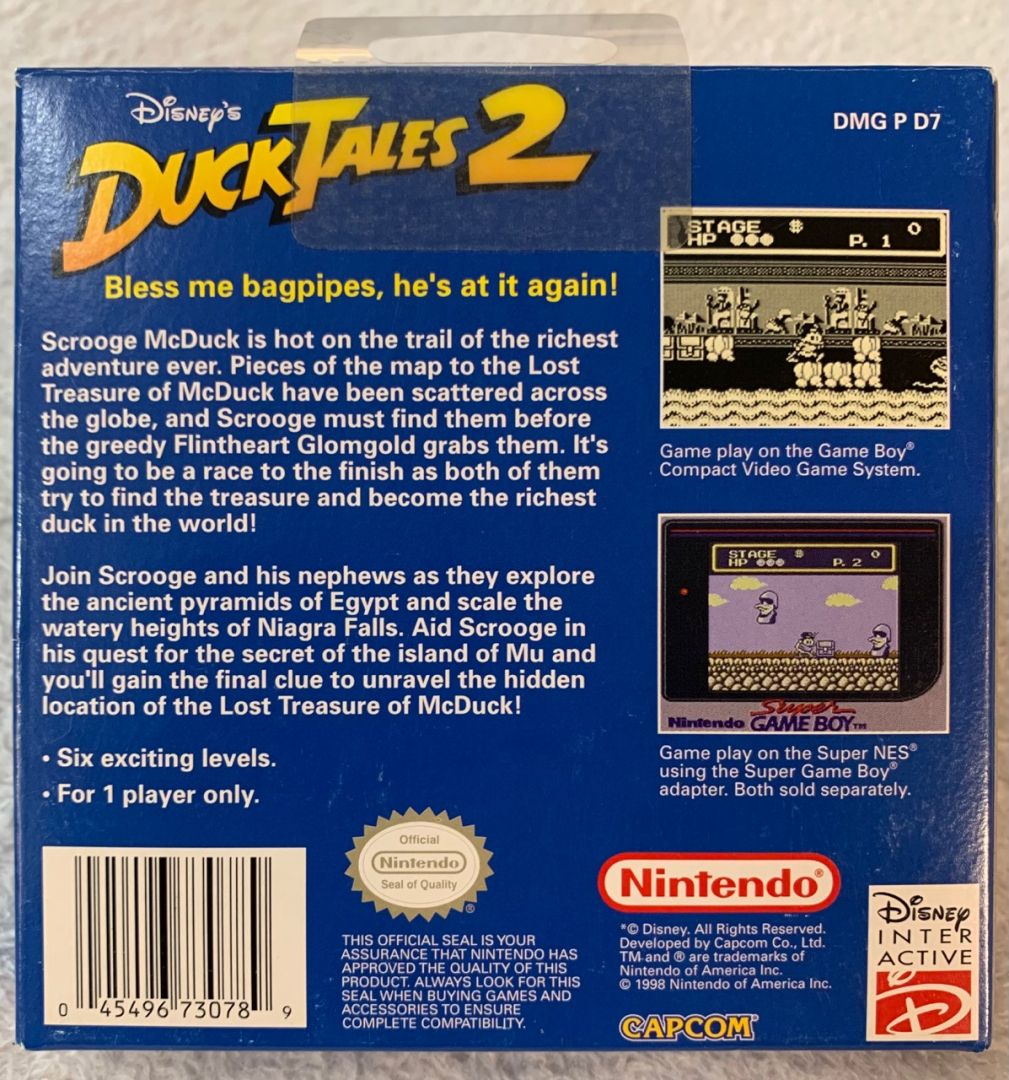 Disney's
DUCKTALES 2
DMG P D7
Bless me bagpipes, he's at it again!
Scrooge McDuck is hot on the trail of the richest
adventure ever. Pieces of the map to the Lost
Treasure of McDuck have been scattered across
the globe, and Scrooge must find them before
the greedy Flintheart Glomgold grabs them. It's
going to be a race to the finish as both of them
try to find the treasure and become the richest
duck in the world!
Join Scrooge and his nephews as they explore
the ancient pyramids of Egypt and scale the
watery heights of Niagra Falls. Aid Scrooge in
his quest for the secret of the island of Mu and
you'll gain the final clue to unravel the hidden
location of the Lost Treasure of McDuck!
• Six exciting levels.
• For 1 player only.
STAGE # 0
HP P. 1
Game play on the Game Boy®
Compact Video Game System.
STAGE # 0
HP P. 2
Super
Nintendo GAME BOY™
Game play on the Super NES®
using the Super Game Boy®
adapter. Both sold separately.
0 45496 73078 9
Official
Nintendo
Seal of Quality
®
THIS OFFICIAL SEAL IS YOUR
ASSURANCE THAT NINTENDO HAS
APPROVED THE QUALITY OF THIS
PRODUCT. ALWAYS LOOK FOR THIS
SEAL WHEN BUYING GAMES AND
ACCESSORIES TO ENSURE
COMPLETE COMPATIBILITY.
Nintendo®
*© Disney. All Rights Reserved.
Developed by Capcom Co., Ltd.
TM and ® are trademarks of
Nintendo of America Inc.
© 1998 Nintendo of America Inc.
CAPCOM
DISNEY
INTER
ACTIVE